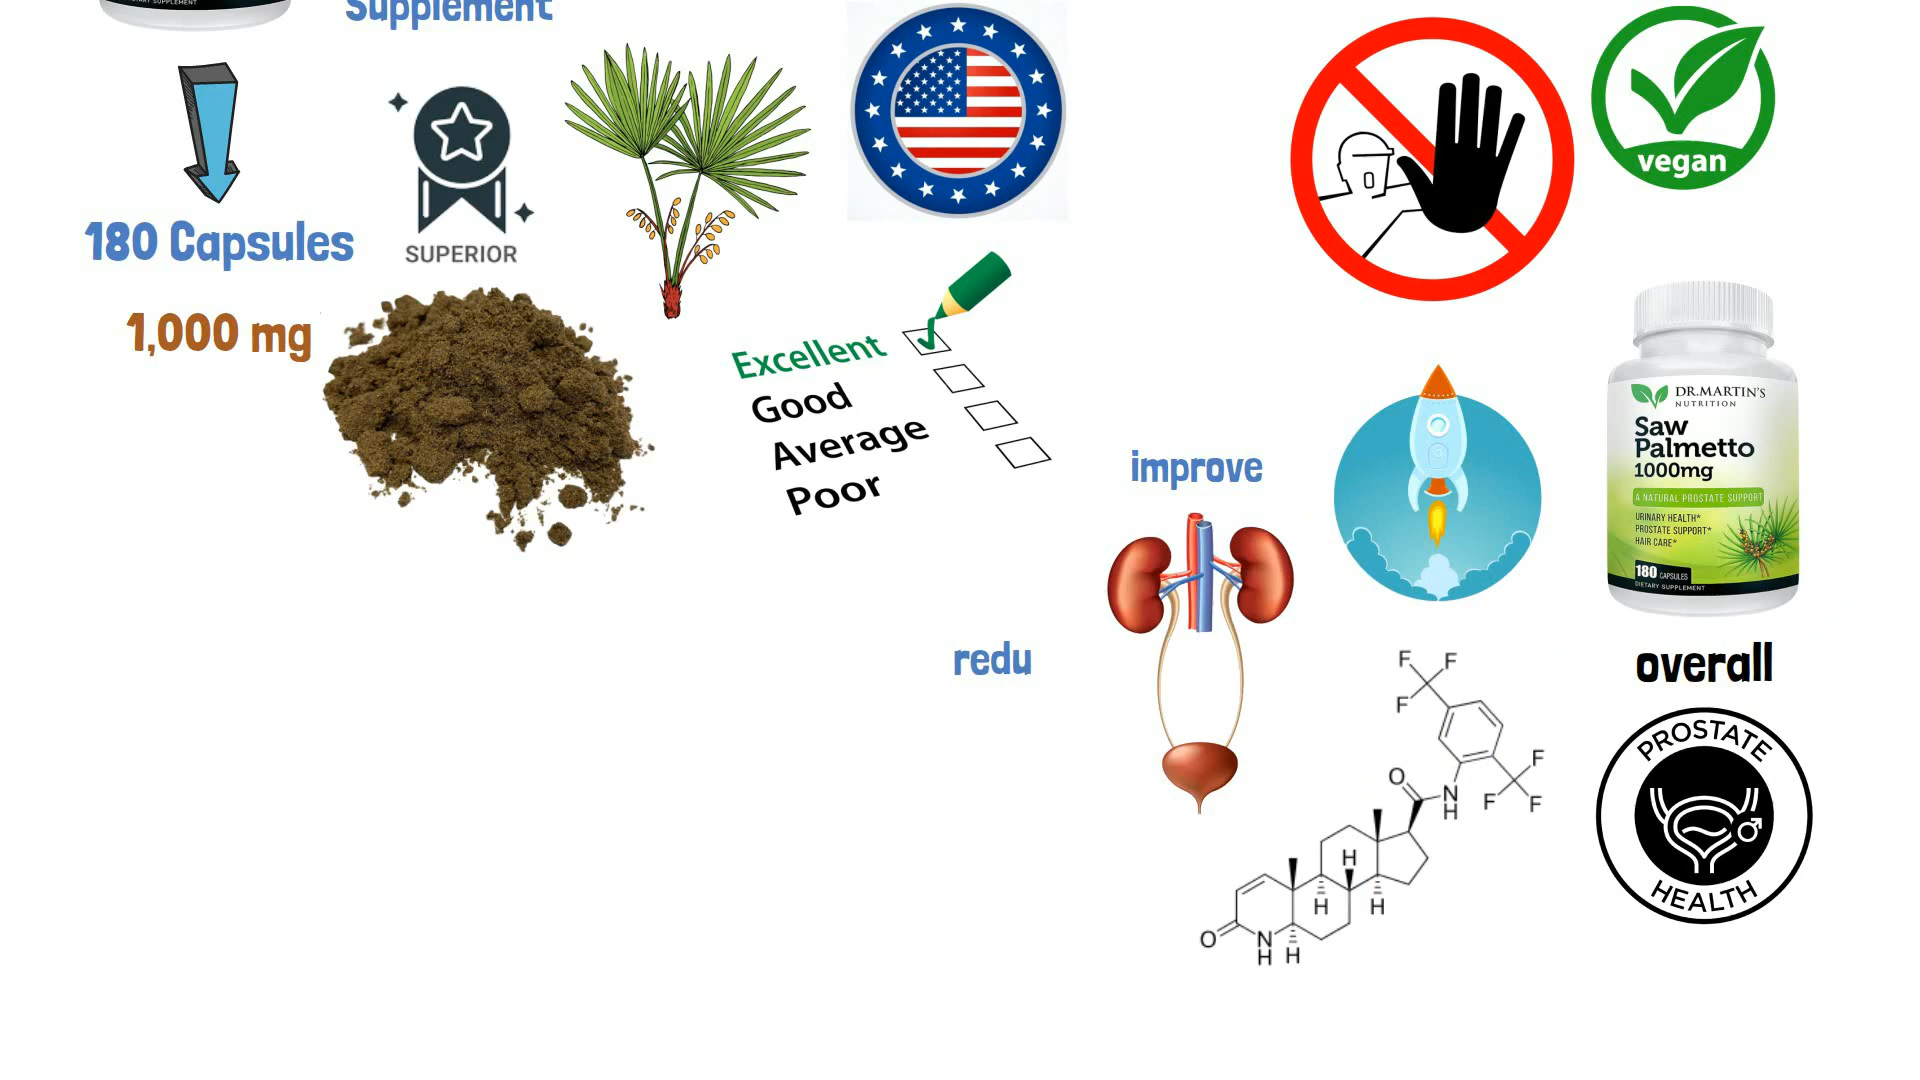 Supplement
180 Capsules
SUPERIOR
1,000 mg
Excellent
Good
Average
Poor
vegan
improve
DR.MARTIN'S
NUTRITION
Saw
Palmetto
1000mg
A NATURAL PROSTATE SUPPORT
URINARY HEALTH*
PROSTATE SUPPORT*
HAIR CARE*
180 CAPSULES
DIETARY SUPPLEMENT
redu
overall
PROSTATE
HEALTH
F
F
F
F
F
F
O
N
H
H
H
H
O
N
H
H